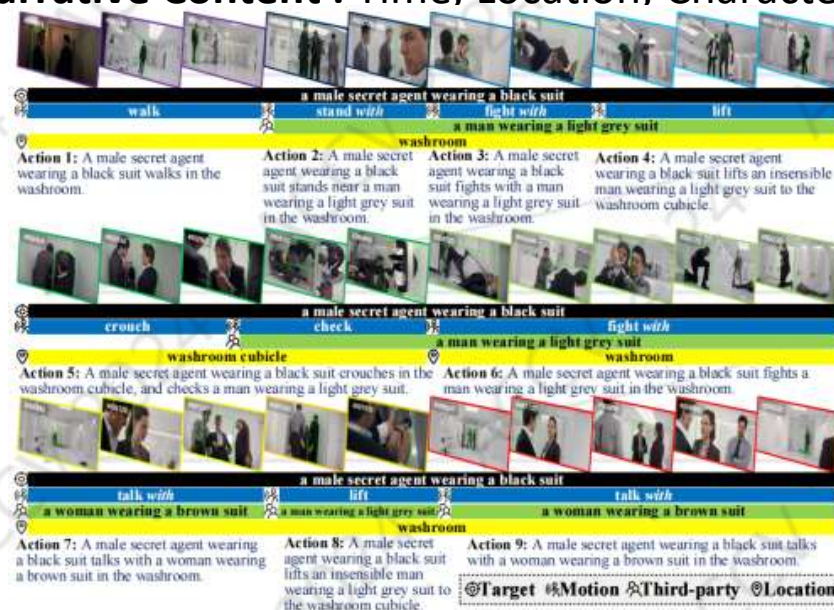 rrative Content : Time, Location, Characte
a male secret agent wearing a black suit
walk
stand with
fight with
lift
a man wearing a light grey suit
washroom
Action 1: A male secret agent
wearing a black suit walks in the
washroom.
Action 2: A male secret
agent wearing a black
suit stands near a man
wearing a light grey suit
in the washroom.
Action 3: A male secret
agent wearing a black
suit fights with a man
wearing a light grey suit
in the washroom.
Action 4: A male secret agent
wearing a black suit lifts an insensible
man wearing a light grey suit to the
washroom cubicle.
a male secret agent wearing a black suit
crouch
check
fight with
a man wearing a light grey suit
washroom cubicle
washroom
Action 5: A male secret agent wearing a black suit crouches in the
washroom cubicle, and checks a man wearing a light grey suit.
Action 6: A male secret agent wearing a black suit fights a
man wearing a light grey suit in the washroom.
a male secret agent wearing a black suit
talk with
lift
talk with
a woman wearing a brown suit
a man wearing a light grey suit
a woman wearing a brown suit
washroom
Action 7: A male secret agent wearing
a black suit talks with a woman wearing
a brown suit in the washroom.
Action 8: A male secret
agent wearing a black suit
lifts an insensible man
wearing a light grey suit to
the washroom cubicle.
Action 9: A male secret agent wearing a black suit talks
with a woman wearing a brown suit in the washroom.
Target Motion Third-party Location